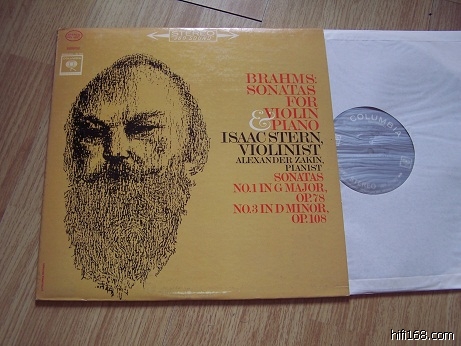 STEREO
BRAHMS:
SONATAS
FOR
VIOLIN
& PIANO
ISAAC STERN,
VIOLINIST
ALEXANDER ZAKIN,
PIANIST
SONATAS
NO.1 IN G MAJOR,
OP.78
NO.3 IN D MINOR,
OP.108
COLUMBIA
hifi168.com